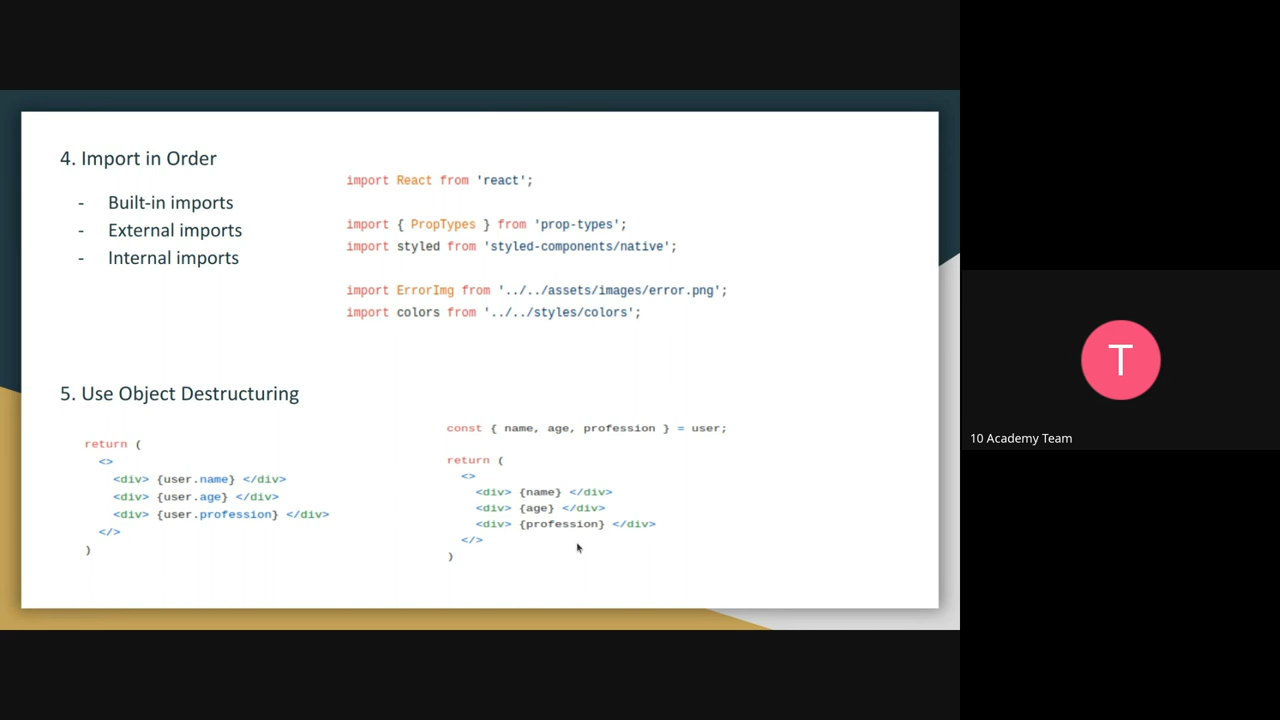 4. Import in Order
- Built-in imports
- External imports
- Internal imports
import React from 'react';
import { PropTypes } from 'prop-types';
import styled from 'styled-components/native';
import ErrorImg from '../../assets/images/error.png';
import colors from '../../styles/colors';
5. Use Object Destructuring
return (
<>
<div> {user.name} </div>
<div> {user.age} </div>
<div> {user.profession} </div>
</>
)
const { name, age, profession } = user;
return (
<>
<div> {name} </div>
<div> {age} </div>
<div> {profession} </div>
</>
)
T
10 Academy Team